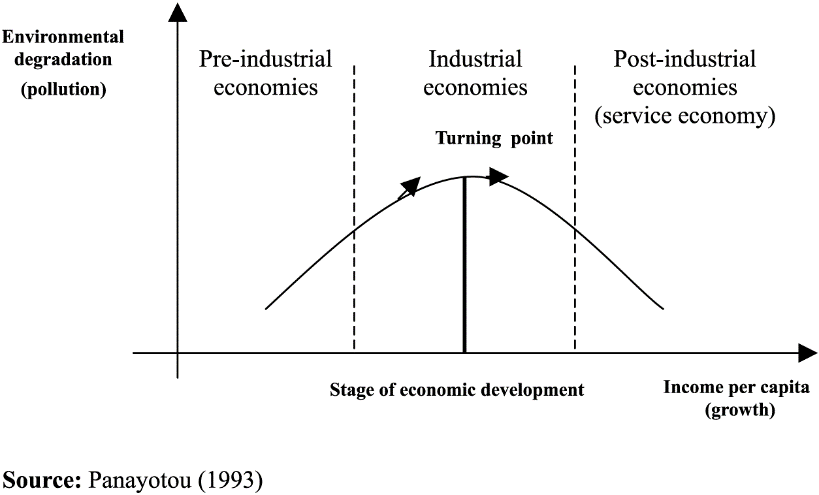 Environmental
degradation
(pollution)
Pre-industrial
economies
Industrial
economies
Post-industrial
economies
(service economy)
Turning point
Stage of economic development
Income per capita
(growth)
Source: Panayotou (1993)